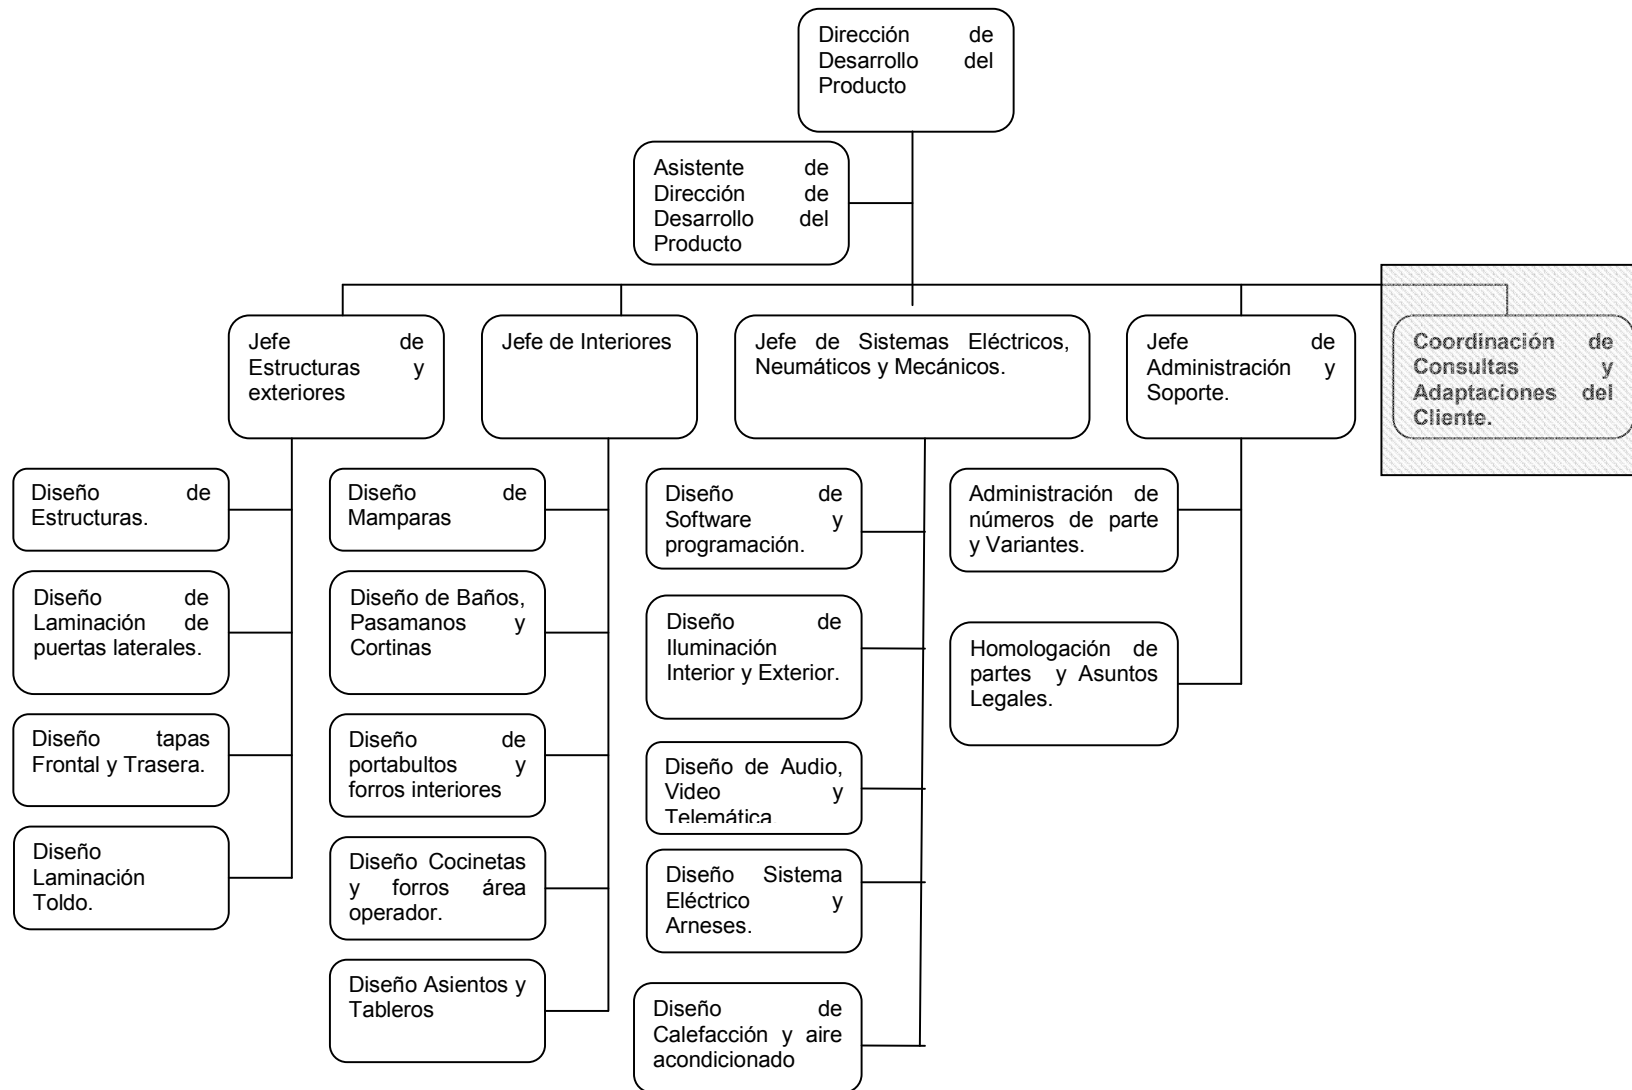 Dirección de
Desarrollo del
Producto
Asistente de
Dirección de
Desarrollo del
Producto
Jefe de
Estructuras y
exteriores
Jefe de Interiores
Jefe de Sistemas Eléctricos,
Neumáticos y Mecánicos.
Jefe de
Administración y
Soporte.
Coordinación de
Consultas y
Adaptaciones del
Cliente.
Diseño de
Estructuras.
Diseño de
Laminación de
puertas laterales.
Diseño tapas
Frontal y Trasera.
Diseño
Laminación
Toldo.
Diseño de
Mamparas
Diseño de Baños,
Pasamanos y
Cortinas
Diseño de
portabultos y
forros interiores
Diseño Cocinetas
y forros área
operador.
Diseño Asientos y
Tableros
Diseño de
Software y
programación.
Diseño de
Iluminación
Interior y Exterior.
Diseño de Audio,
Video y
Telemática
Diseño Sistema
Eléctrico y
Arneses.
Diseño de
Calefacción y aire
acondicionado
Administración de
números de parte
y Variantes.
Homologación de
partes y Asuntos
Legales.